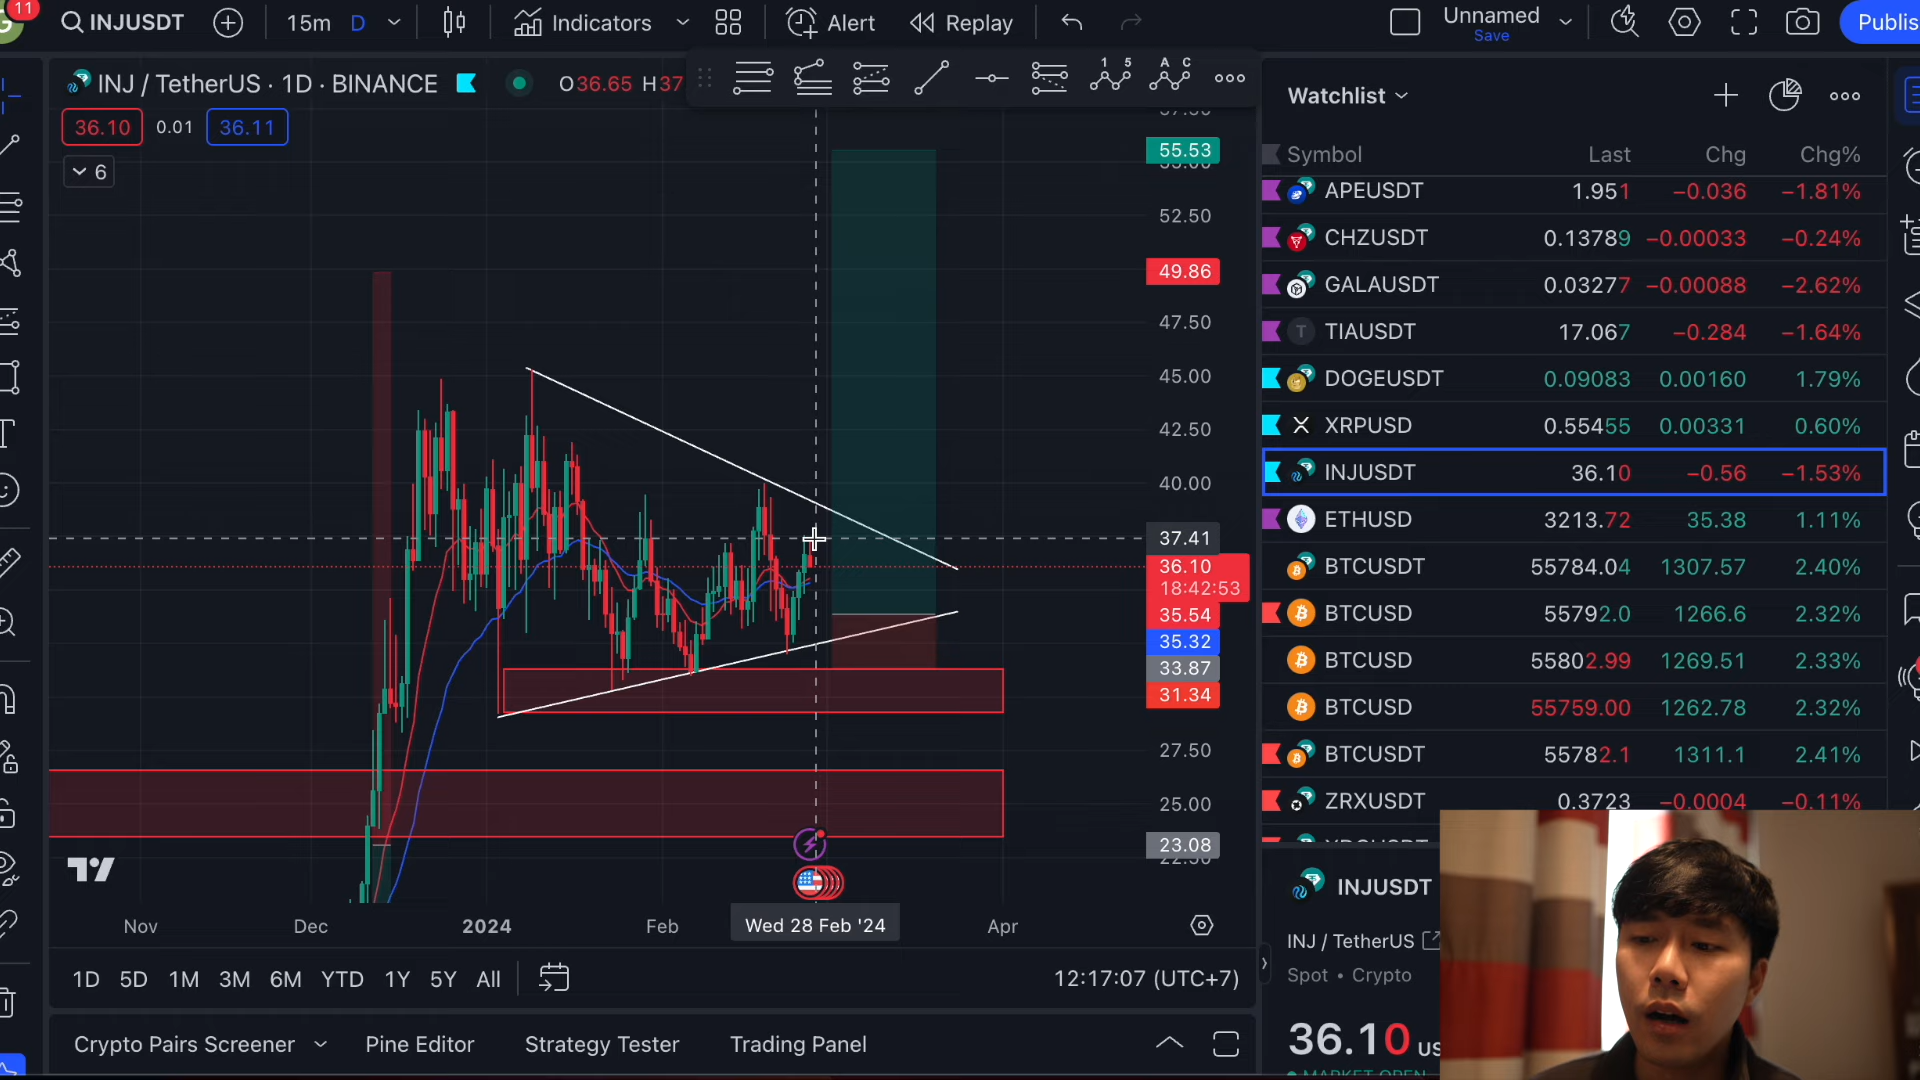 11
INJUSDT
15m D
Indicators
Alert
Replay
Unnamed
Save
Publis
INJ / TetherUS · 1D · BINANCE
O36.65 H37
1 5
A C
36.10 0.01 36.11
6
55.53
52.50
49.86
47.50
45.00
42.50
40.00
37.41
36.10
18:42:53
35.54
35.32
33.87
31.34
27.50
25.00
23.08
Nov Dec 2024 Feb Wed 28 Feb '24 Apr
1D 5D 1M 3M 6M YTD 1Y 5Y All
12:17:07 (UTC+7)
Crypto Pairs Screener Pine Editor Strategy Tester Trading Panel
Watchlist
Symbol Last Chg Chg%
APEUSDT 1.951 −0.036 −1.81%
CHZUSDT 0.13789 −0.00033 −0.24%
GALAUSDT 0.03277 −0.00088 −2.62%
T TIAUSDT 17.067 −0.284 −1.64%
DOGEUSDT 0.09083 0.00160 1.79%
XRPUSD 0.55455 0.00331 0.60%
INJUSDT 36.10 −0.56 −1.53%
ETHUSD 3213.72 35.38 1.11%
BTCUSDT 55784.04 1307.57 2.40%
BTCUSD 55792.0 1266.6 2.32%
BTCUSD 55802.99 1269.51 2.33%
BTCUSD 55759.00 1262.78 2.32%
BTCUSDT 55782.1 1311.1 2.41%
ZRXUSDT 0.3723 −0.0004 −0.11%
INJUSDT
INJ / TetherUS
Spot • Crypto
36.10 US
MARKET OPEN